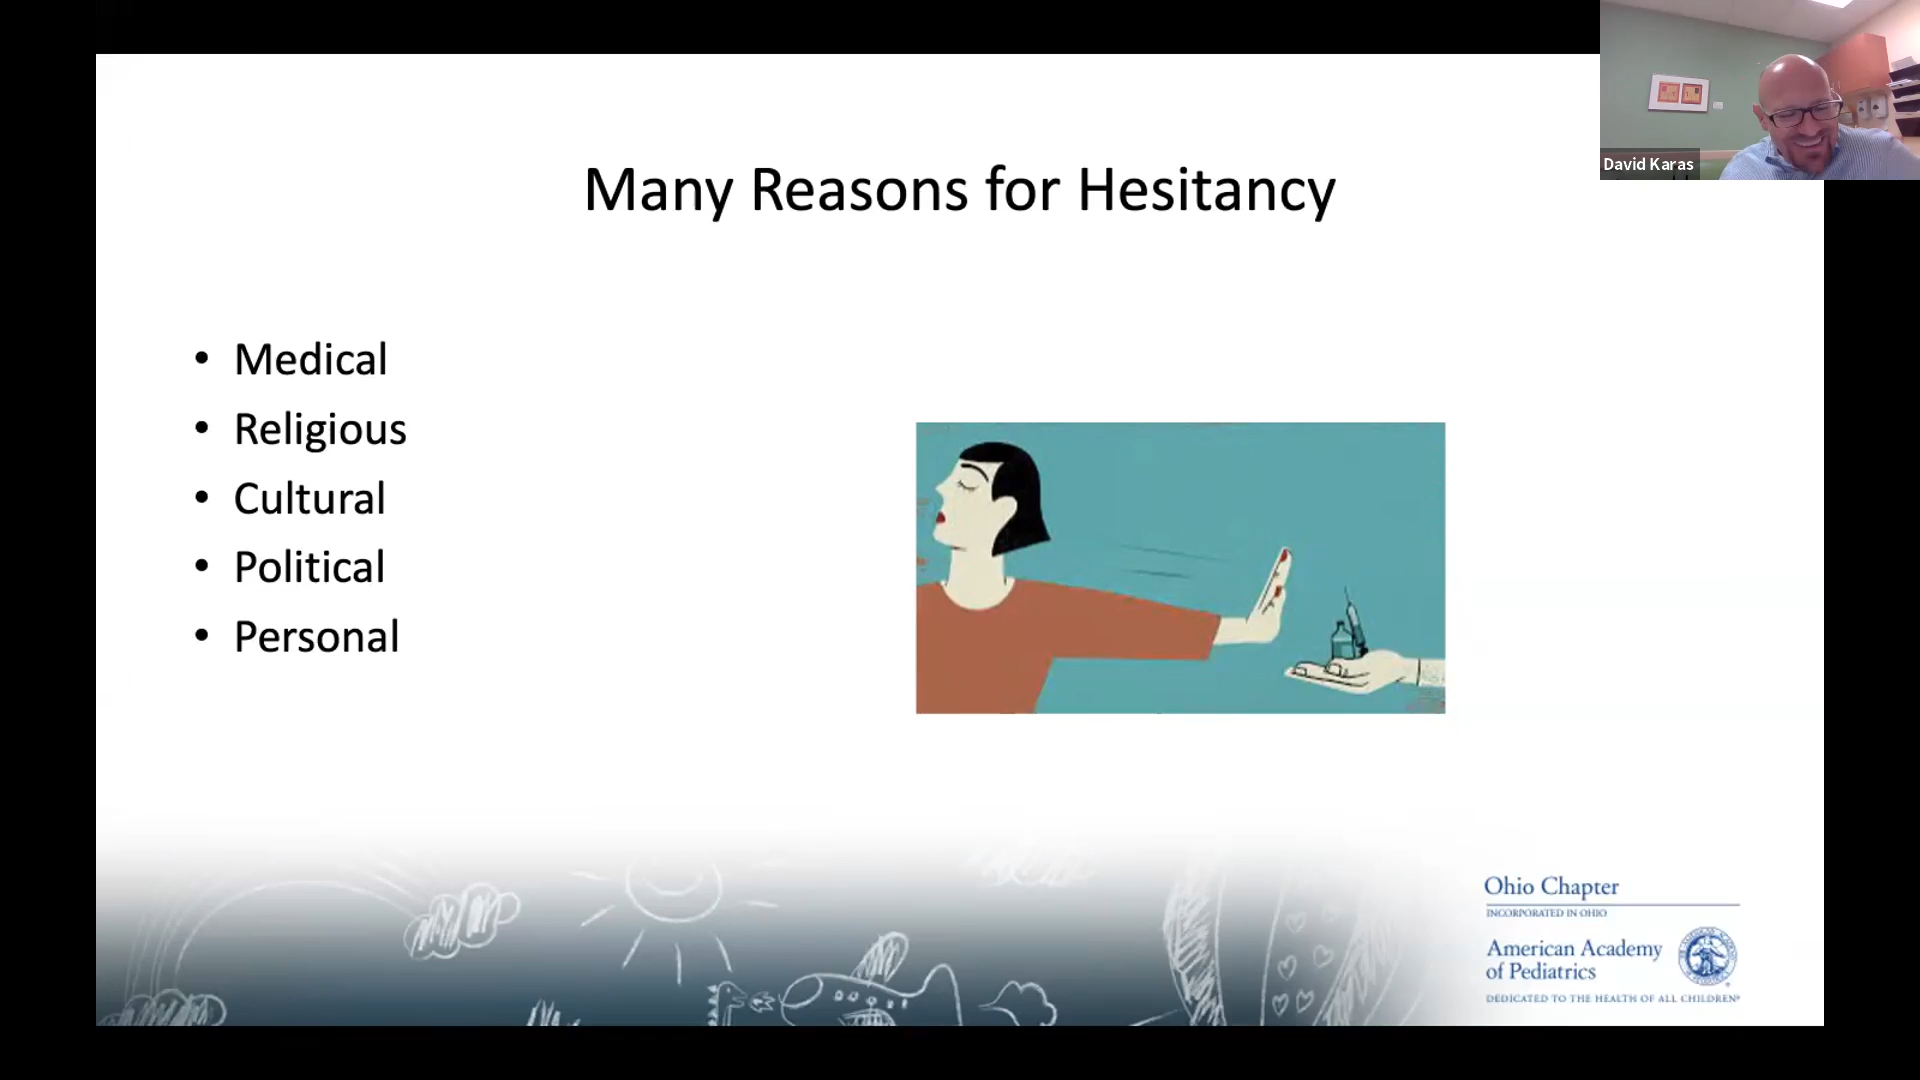 David Karas
Many Reasons for Hesitancy
• Medical
• Religious
• Cultural
• Political
• Personal
Ohio Chapter
INCORPORATED IN OHIO
American Academy
of Pediatrics
DEDICATED TO THE HEALTH OF ALL CHILDREN®